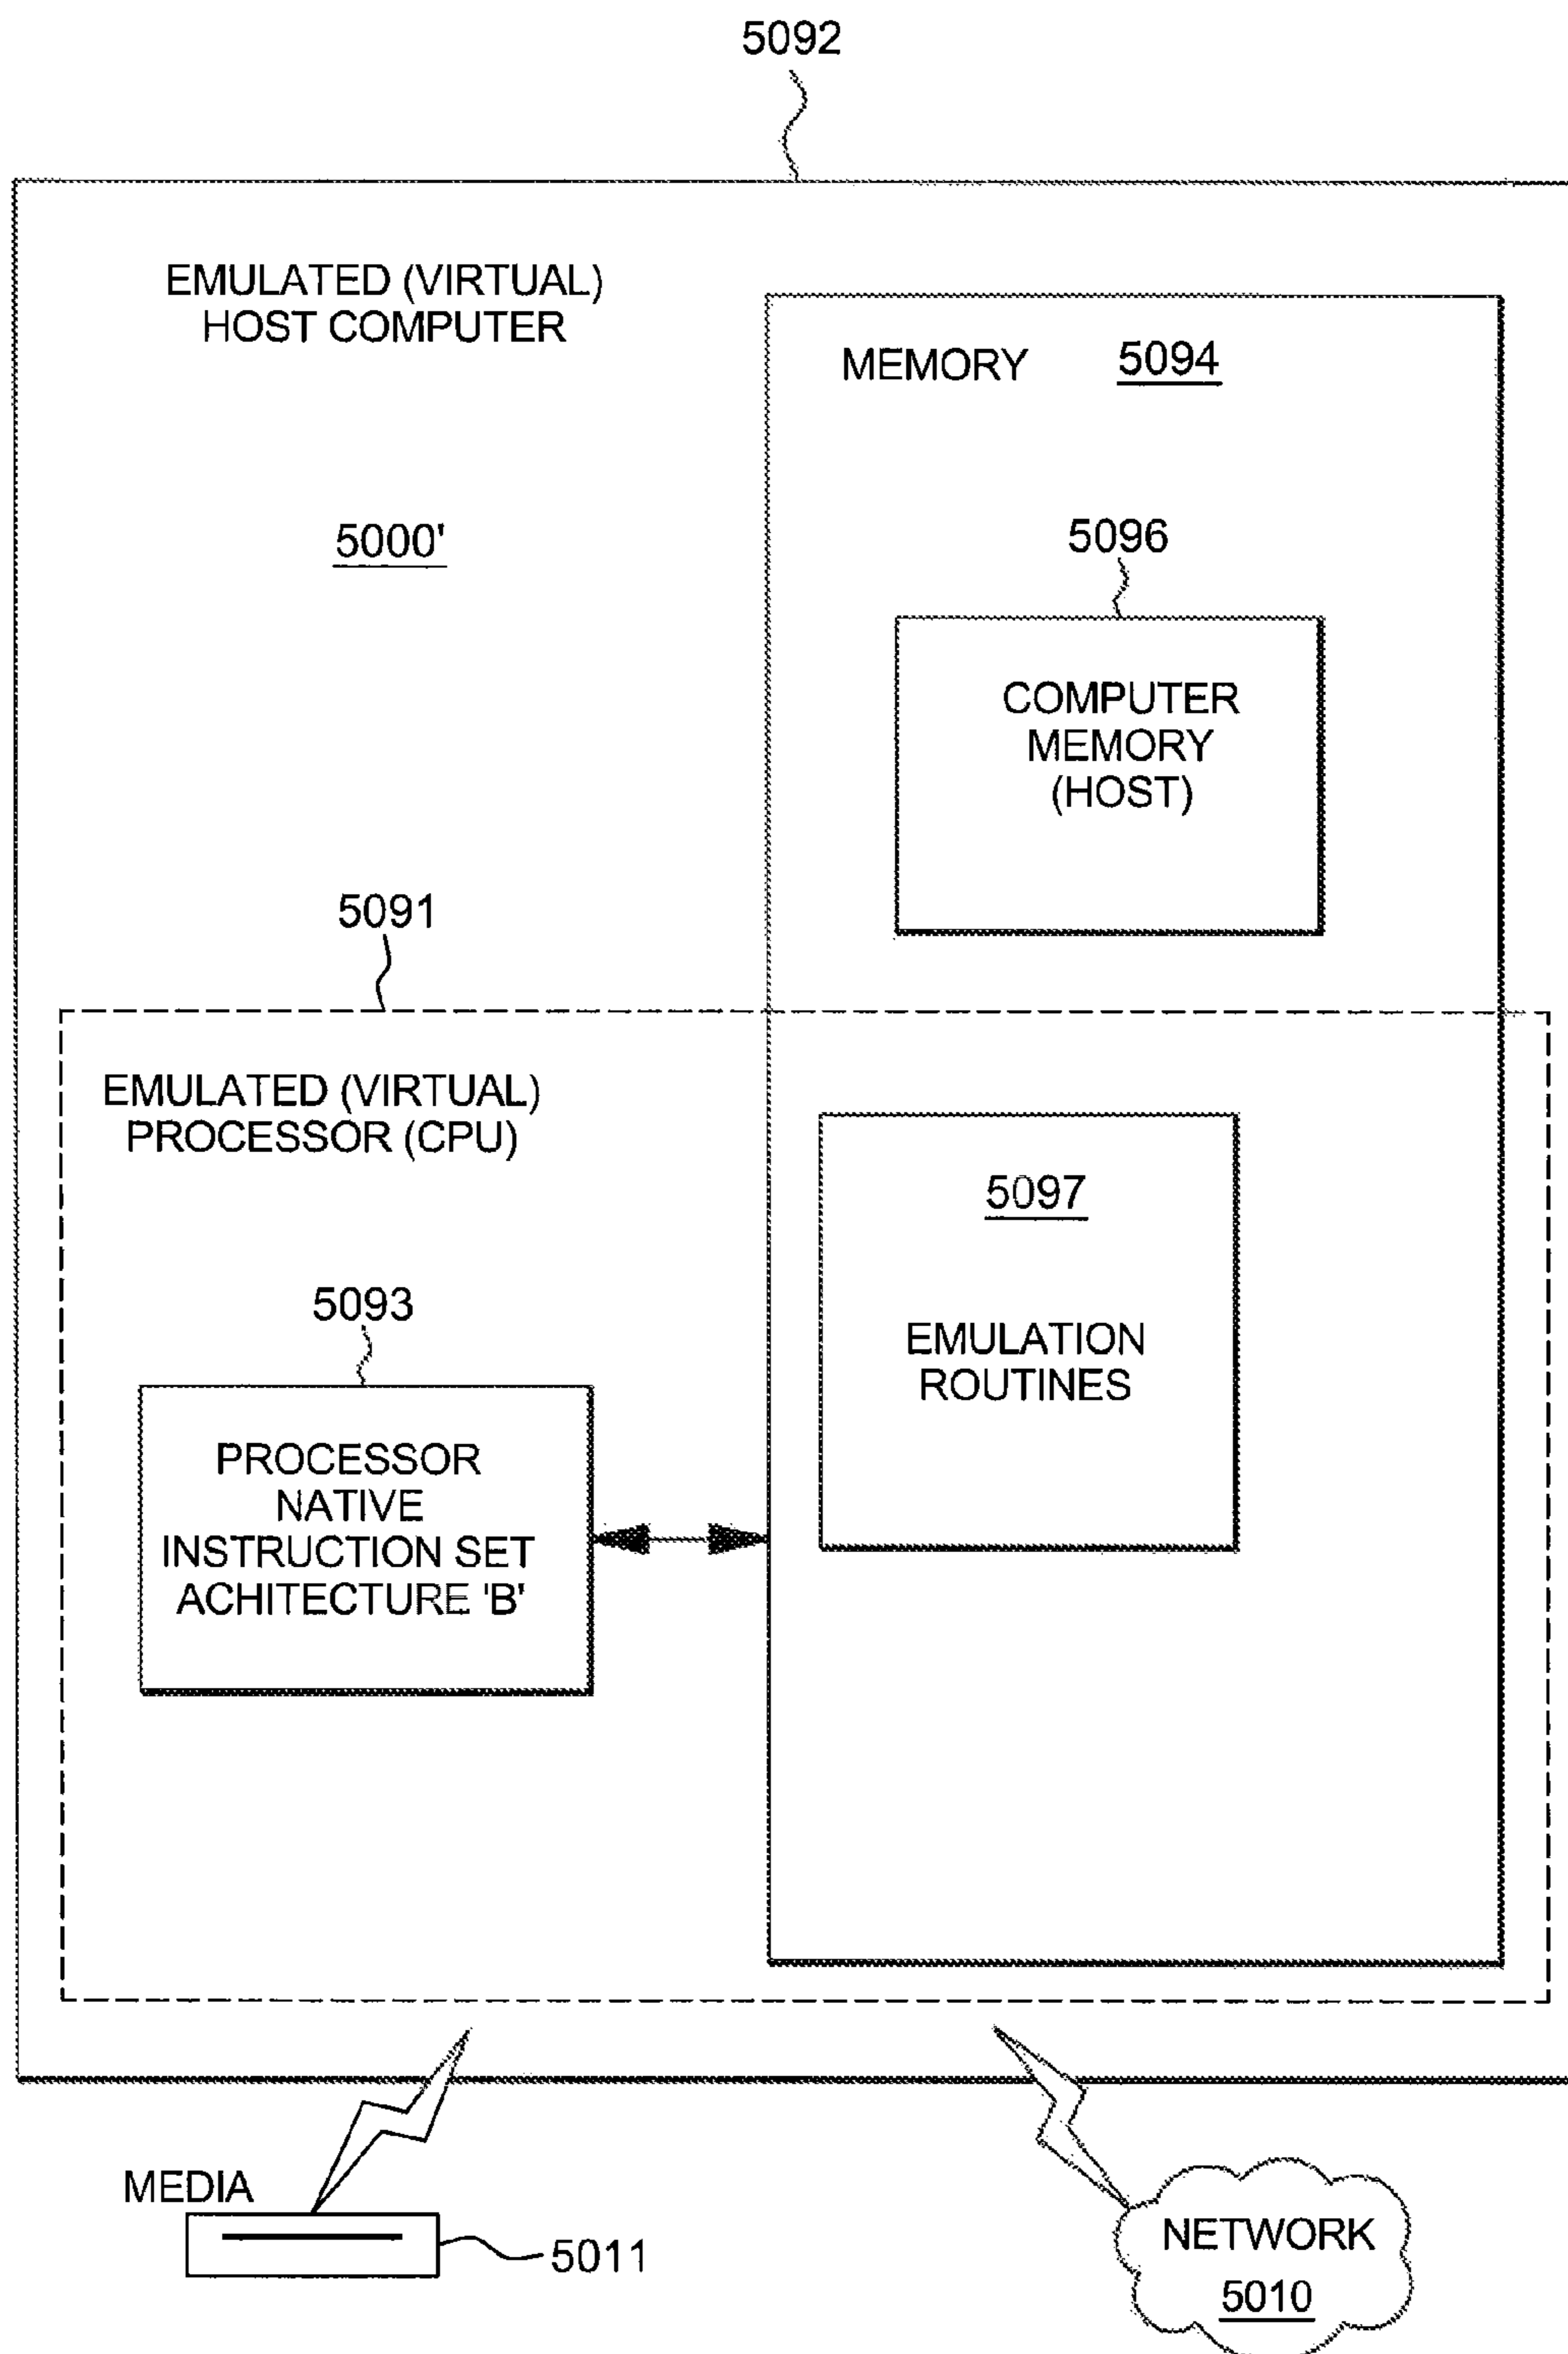 5092
EMULATED (VIRTUAL)
HOST COMPUTER
5000'
MEMORY 5094
5096
COMPUTER
MEMORY
(HOST)
5091
EMULATED (VIRTUAL)
PROCESSOR (CPU)
5097
EMULATION
ROUTINES
5093
PROCESSOR
NATIVE
INSTRUCTION SET
ACHITECTURE 'B'
MEDIA
5011
NETWORK
5010